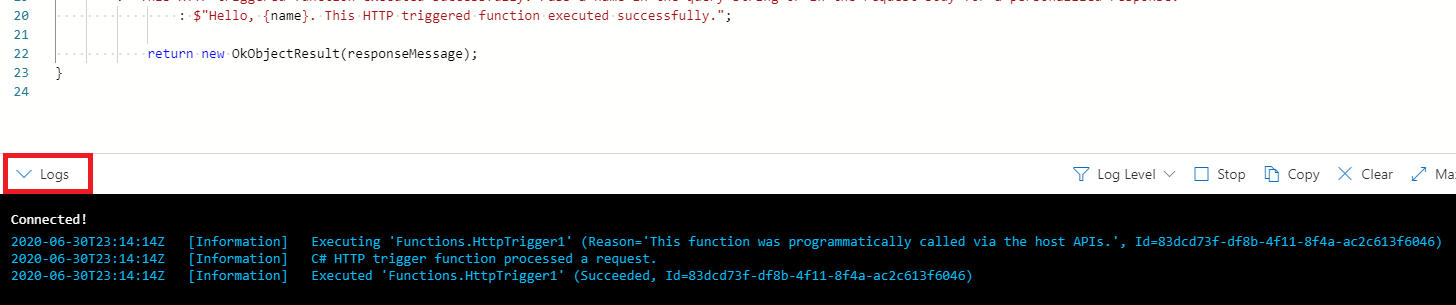 20 : $"Hello, {name}. This HTTP triggered function executed successfully.";
21
22 return new OkObjectResult(responseMessage);
23 }
24
Logs
Log Level Stop Copy Clear
Connected!
2020-06-30T23:14:14Z [Information] Executing 'Functions.HttpTrigger1' (Reason='This function was programmatically called via the host APIs.', Id=83dcd73f-df8b-4f11-8f4a-ac2c613f6046)
2020-06-30T23:14:14Z [Information] C# HTTP trigger function processed a request.
2020-06-30T23:14:14Z [Information] Executed 'Functions.HttpTrigger1' (Succeeded, Id=83dcd73f-df8b-4f11-8f4a-ac2c613f6046)